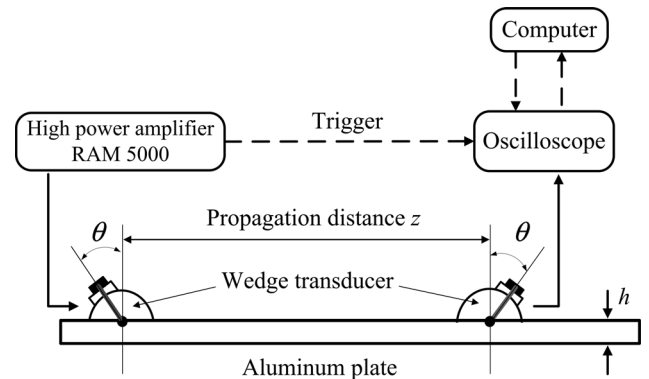 Computer
High power amplifier
RAM 5000
Trigger
Oscilloscope
Propagation distance z
θ
θ
Wedge transducer
h
Aluminum plate